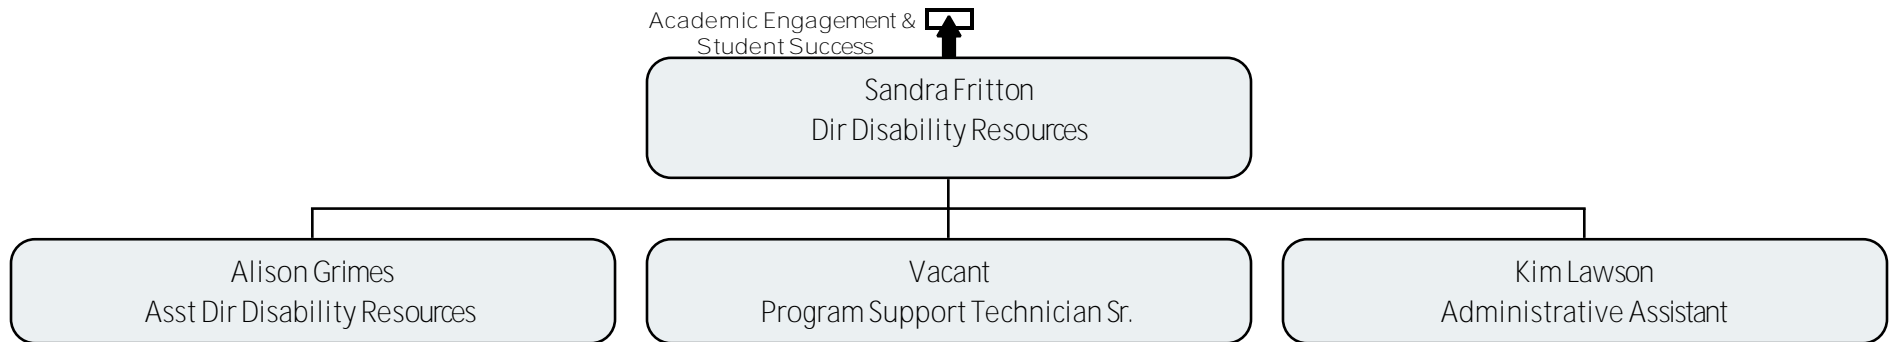 Academic Engagement &
Student Success
Sandra Fritton
Dir Disability Resources
Alison Grimes
Asst Dir Disability Resources
Vacant
Program Support Technician Sr.
Kim Lawson
Administrative Assistant